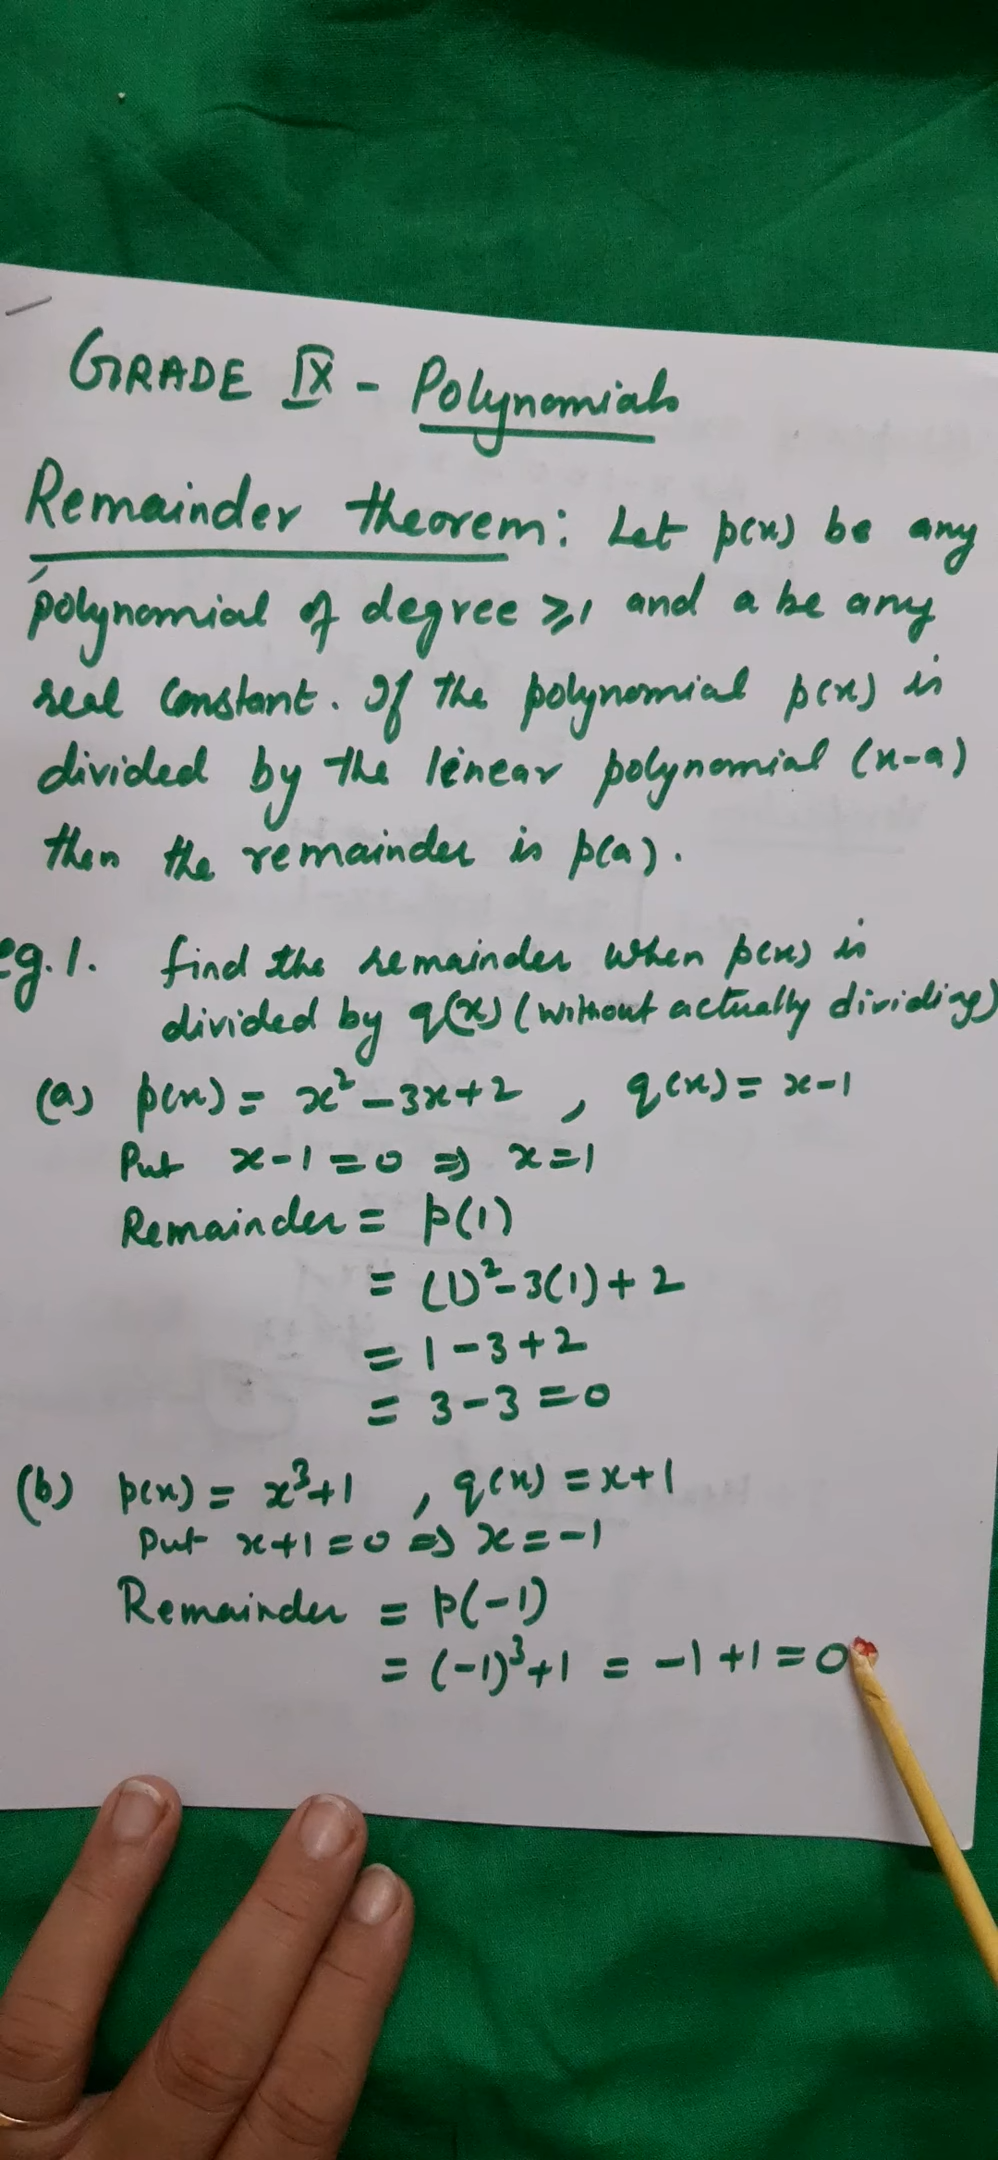 GRADE IX - Polynomials
Remainder theorem: Let p(x) be any
polynomial of degree ≥1 and a be any
real constant. If the polynomial p(x) is
divided by the linear polynomial (x-a)
then the remainder is p(a).
eg.1. find the remainder when p(x) is
divided by q(x) (without actually dividing)
(a) p(x) = x² - 3x + 2 , q(x) = x-1
Put x-1=0 ⇒ x=1
Remainder = p(1)
= (1)²-3(1)+2
= 1-3+2
= 3-3=0
(b) p(x) = x³+1 , q(x) = x+1
Put x+1=0 ⇒ x=-1
Remainder = p(-1)
= (-1)³+1 = -1+1=0